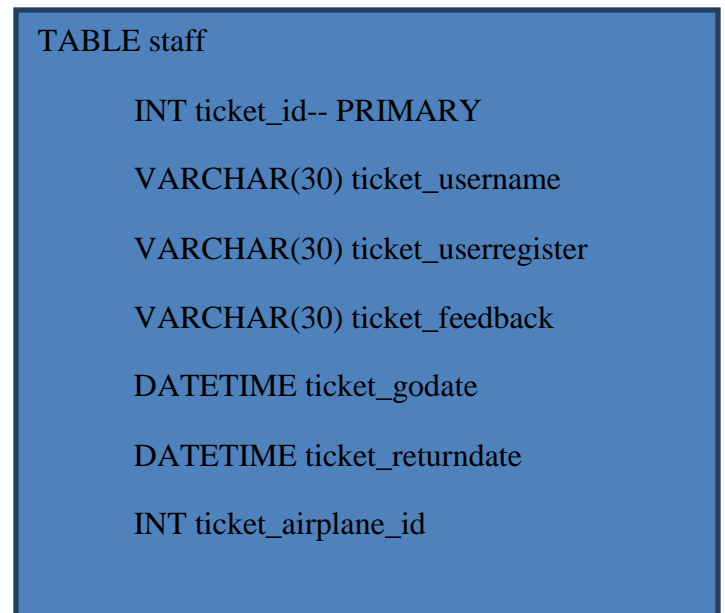 TABLE staff
INT ticket_id-- PRIMARY
VARCHAR(30) ticket_username
VARCHAR(30) ticket_userregister
VARCHAR(30) ticket_feedback
DATETIME ticket_godate
DATETIME ticket_returndate
INT ticket_airplane_id